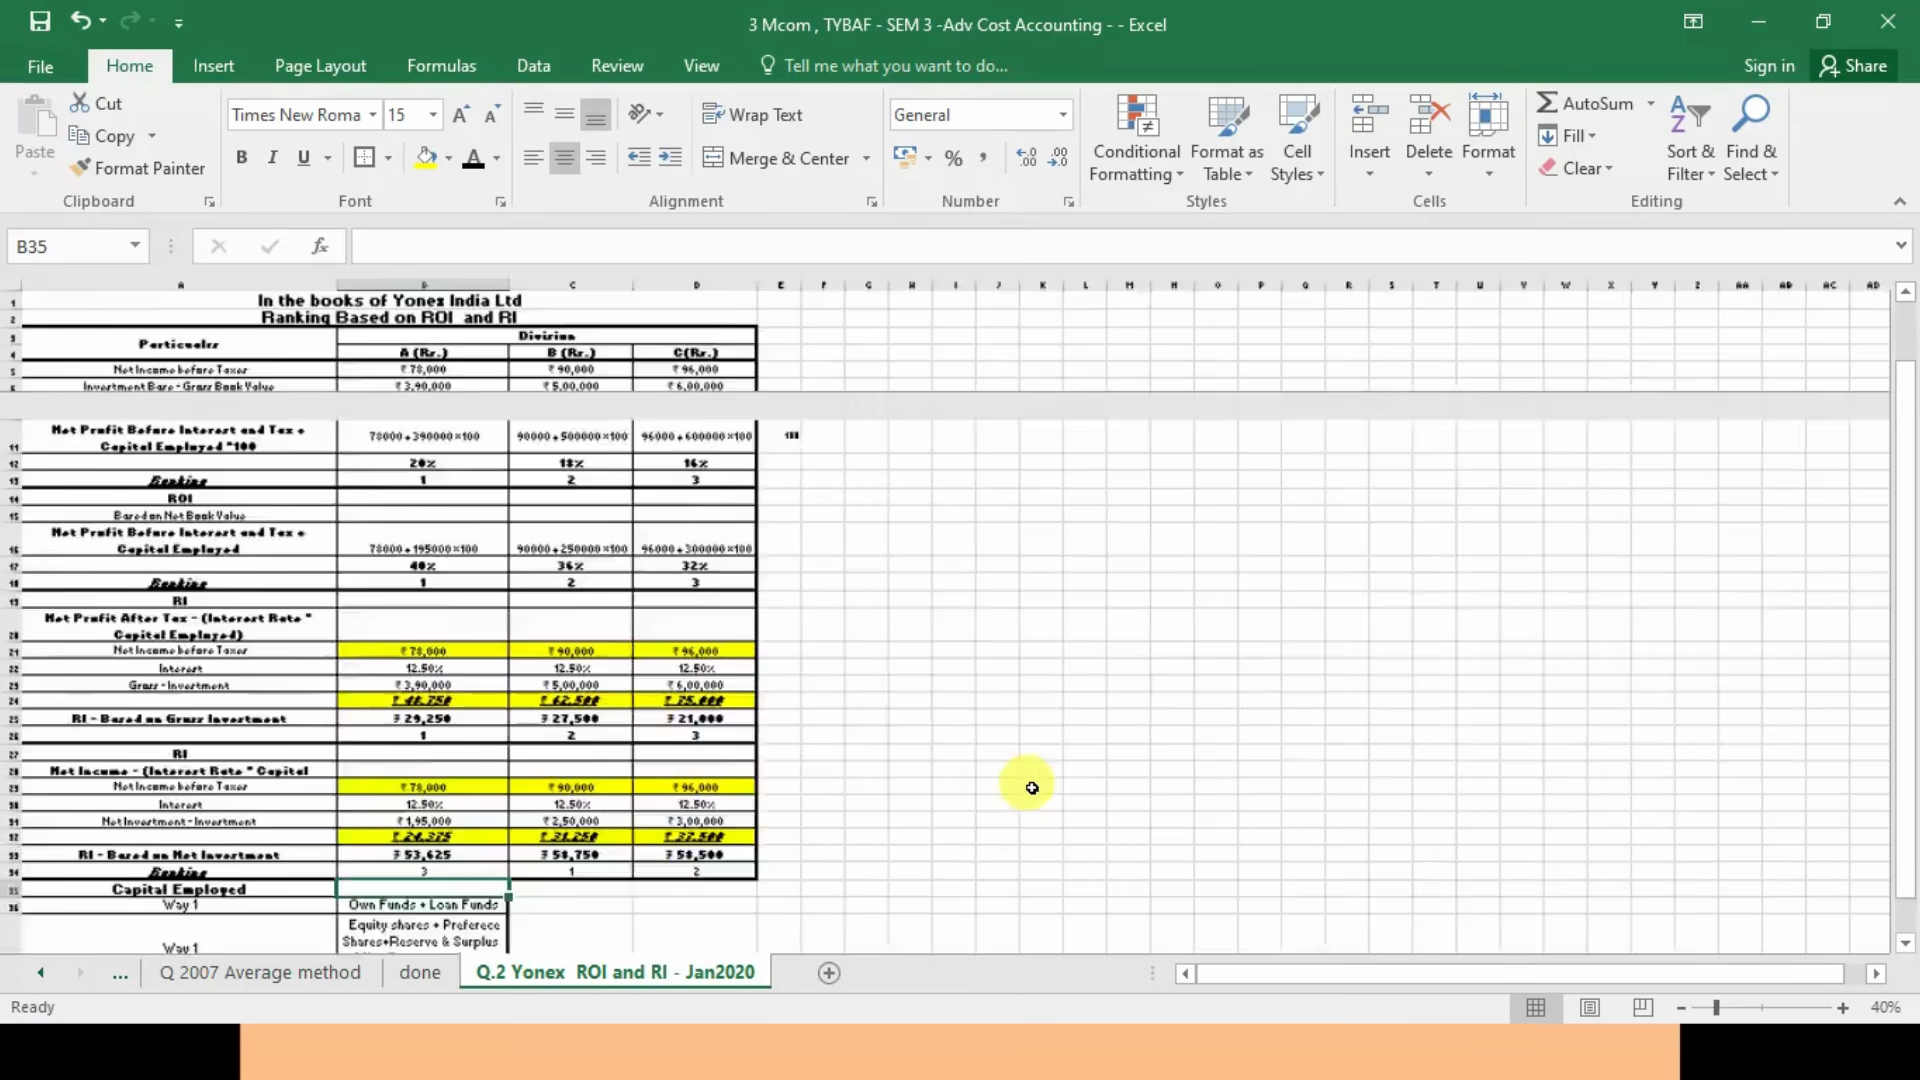 3 Mcom , TYBAF - SEM 3 -Adv Cost Accounting - - Excel
File Home Insert Page Layout Formulas Data Review View Tell me what you want to do... Sign in Share
Paste Cut Copy Format Painter
Times New Roma 15
B I U A
Wrap Text
Merge & Center
General
% ,
Conditional Formatting Format as Table Cell Styles
Insert Delete Format
AutoSum Fill Clear
Sort & Filter Find & Select
Clipboard Font Alignment Number Styles Cells Editing
B35 fx
In the books of Yonex India Ltd
Ranking Based on ROI and RI
Particulars Division
A (Rs.) B (Rs.) C(Rs.)
Net Income before Taxes ₹ 78,000 ₹ 90,000 ₹ 96,000
Investment Base - Gross Book Value ₹ 3,90,000 ₹ 5,00,000 ₹ 6,00,000
Net Profit Before Interest and Tax ÷ Capital Employed *100 78000÷390000×100 90000÷500000×100 96000÷600000×100 100
20% 18% 16%
Ranking 1 2 3
ROI
Based on Net Book Value
Net Profit Before Interest and Tax ÷ Capital Employed 78000÷195000×100 90000÷250000×100 96000÷300000×100
40% 36% 32%
Ranking 1 2 3
RI
Net Profit After Tax - (Interest Rate * Capital Employed)
Net Income before Taxes ₹ 78,000 ₹ 90,000 ₹ 96,000
Interest 12.50% 12.50% 12.50%
Gross - Investment ₹ 3,90,000 ₹ 5,00,000 ₹ 6,00,000
₹ 48,750 ₹ 62,500 ₹ 75,000
RI - Based on Gross Investment ₹ 29,250 ₹ 27,500 ₹ 21,000
1 2 3
RI
Net Income - (Interest Rate * Capital
Net Income before Taxes ₹ 78,000 ₹ 90,000 ₹ 96,000
Interest 12.50% 12.50% 12.50%
Net Investment - Investment ₹ 1,95,000 ₹ 2,50,000 ₹ 3,00,000
₹ 24,375 ₹ 31,250 ₹ 37,500
RI - Based on Net Investment ₹ 53,625 ₹ 58,750 ₹ 58,500
Ranking 3 1 2
Capital Employed
Way 1 Own Funds + Loan Funds
Way 1 Equity shares + Preferece Shares+Reserve & Surplus
... Q 2007 Average method done Q.2 Yonex ROI and RI - Jan2020
Ready 40%